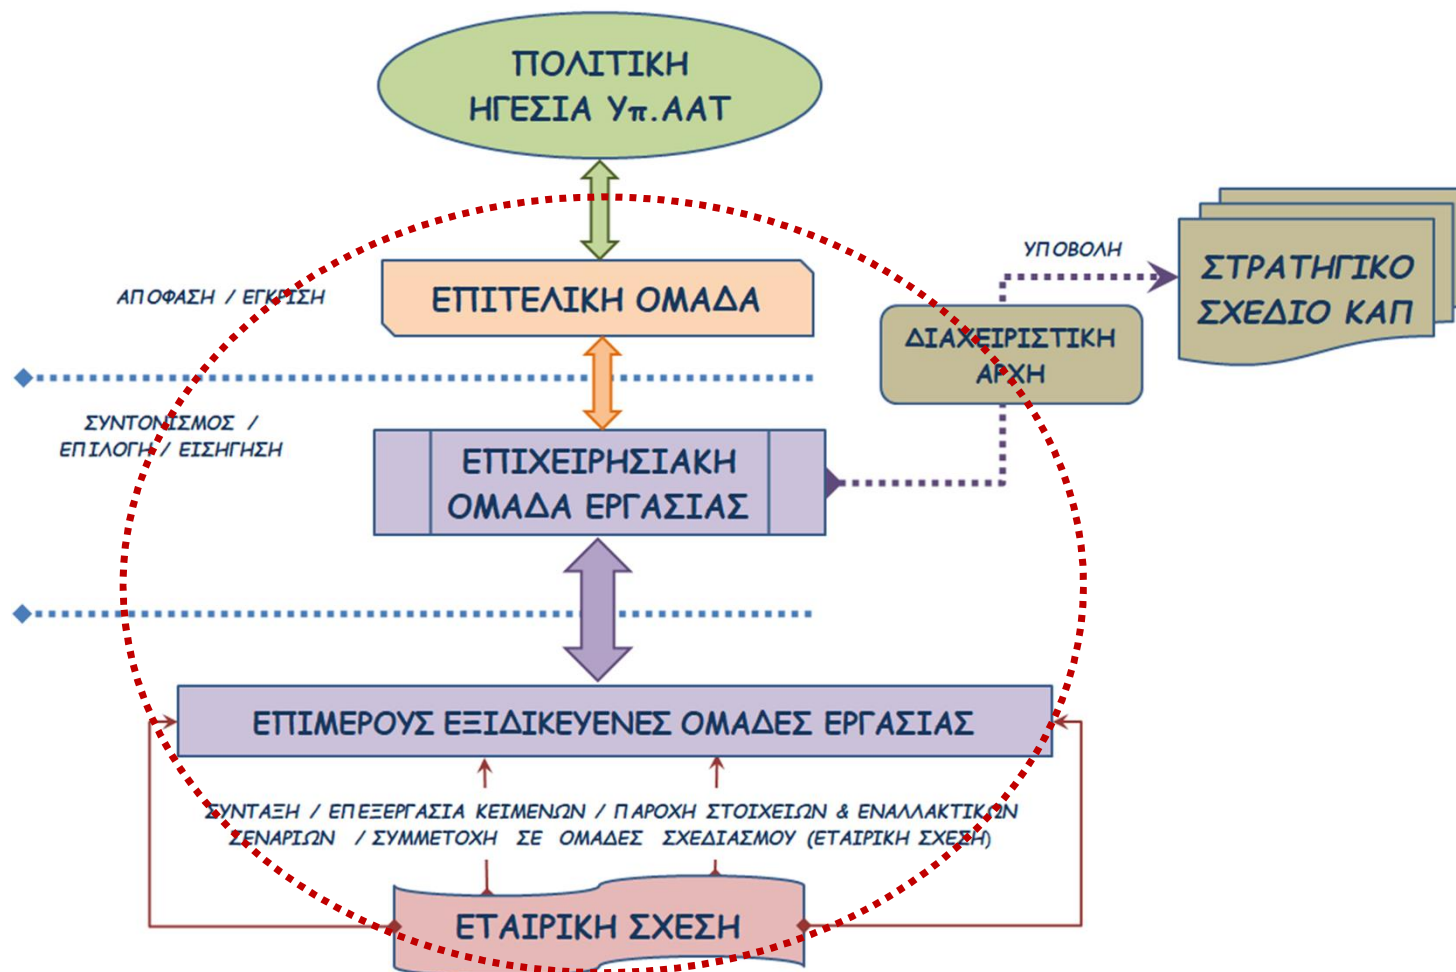 ΠΟΛΙΤΙΚΗ
ΗΓΕΣΙΑ Υπ.ΑΑΤ
ΥΠΟΒΟΛΗ
ΣΤΡΑΤΗΓΙΚΟ
ΣΧΕΔΙΟ ΚΑΠ
ΑΠΟΦΑΣΗ / ΕΓΚΡΙΣΗ
ΕΠΙΤΕΛΙΚΗ ΟΜΑΔΑ
ΔΙΑΧΕΙΡΙΣΤΙΚΗ
ΑΡΧΗ
ΣΥΝΤΟΝΙΣΜΟΣ /
ΕΠΙΛΟΓΗ / ΕΙΣΗΓΗΣΗ
ΕΠΙΧΕΙΡΗΣΙΑΚΗ
ΟΜΑΔΑ ΕΡΓΑΣΙΑΣ
ΕΠΙΜΕΡΟΥΣ ΕΞΙΔΙΚΕΥΕΝΕΣ ΟΜΑΔΕΣ ΕΡΓΑΣΙΑΣ
ΣΥΝΤΑΞΗ / ΕΠΕΞΕΡΓΑΣΙΑ ΚΕΙΜΕΝΩΝ / ΠΑΡΟΧΗ ΣΤΟΙΧΕΙΩΝ & ΕΝΑΛΛΑΚΤΙΚΩΝ
ΣΕΝΑΡΙΩΝ / ΣΥΜΜΕΤΟΧΗ ΣΕ ΟΜΑΔΕΣ ΣΧΕΔΙΑΣΜΟΥ (ΕΤΑΙΡΙΚΗ ΣΧΕΣΗ)
ΕΤΑΙΡΙΚΗ ΣΧΕΣΗ